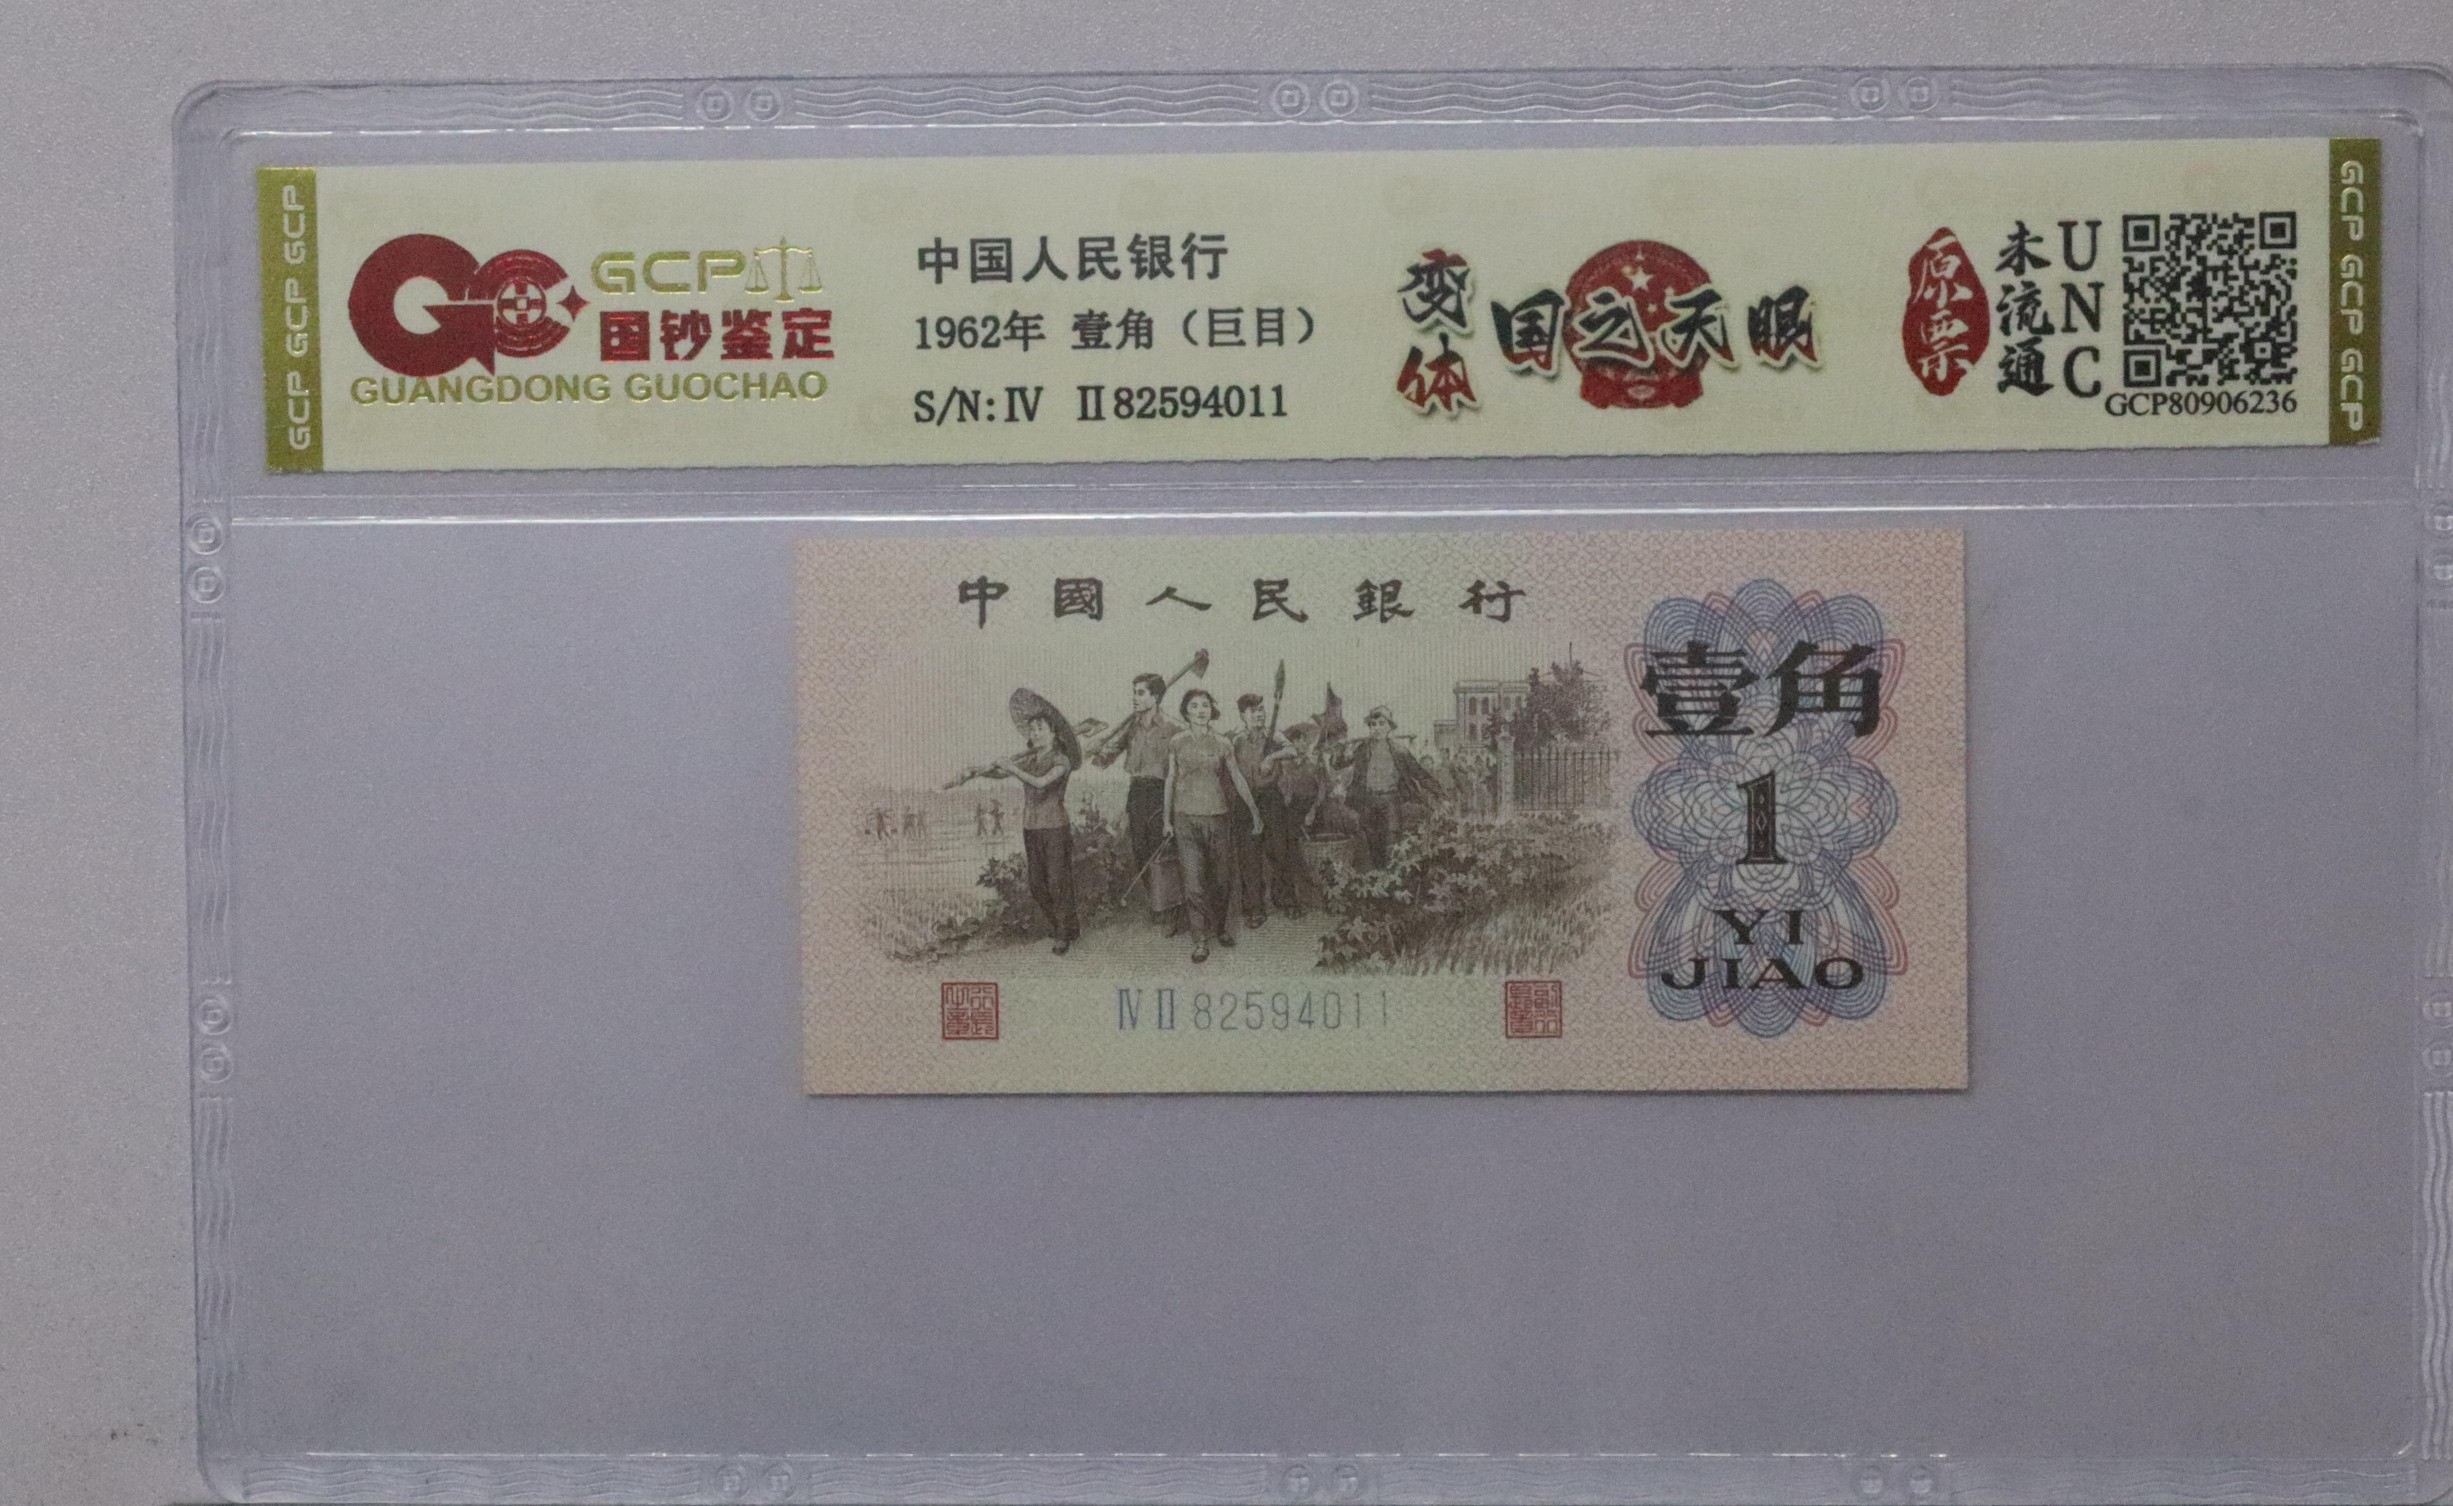 GCP GCP GCP
GCP
国钞鉴定
GUANGDONG GUOCHAO
中国人民银行
1962年 壹角（巨目）
S/N:Ⅳ Ⅱ82594011
变体
国之天眼
原票
未流通
UNC
GCP80906236
GCP GCP GCP
中國人民銀行
壹角
1
YI
JIAO
ⅣⅡ82594011